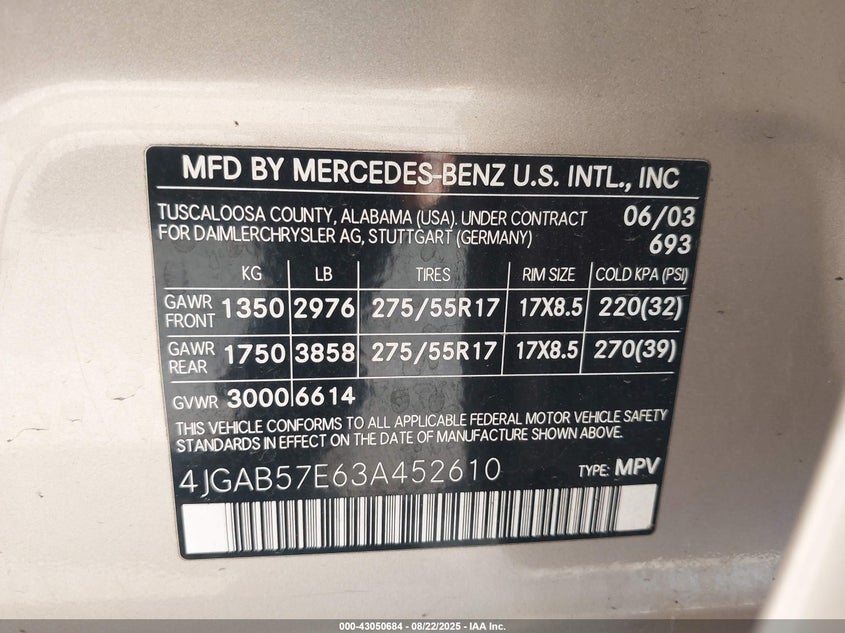 MFD BY MERCEDES-BENZ U.S. INTL., INC
TUSCALOOSA COUNTY, ALABAMA (USA). UNDER CONTRACT 06/03
FOR DAIMLERCHRYSLER AG, STUTTGART (GERMANY) 693
KG LB TIRES RIM SIZE COLD KPA (PSI)
GAWR FRONT 1350 2976 275/55R17 17X8.5 220(32)
GAWR REAR 1750 3858 275/55R17 17X8.5 270(39)
GVWR 3000 6614
THIS VEHICLE CONFORMS TO ALL APPLICABLE FEDERAL MOTOR VEHICLE SAFETY
STANDARDS IN EFFECT ON THE DATE OF MANUFACTURE SHOWN ABOVE.
4JGAB57E63A452610 TYPE: MPV
000-43050684 - 08/22/2025 - IAA Inc.